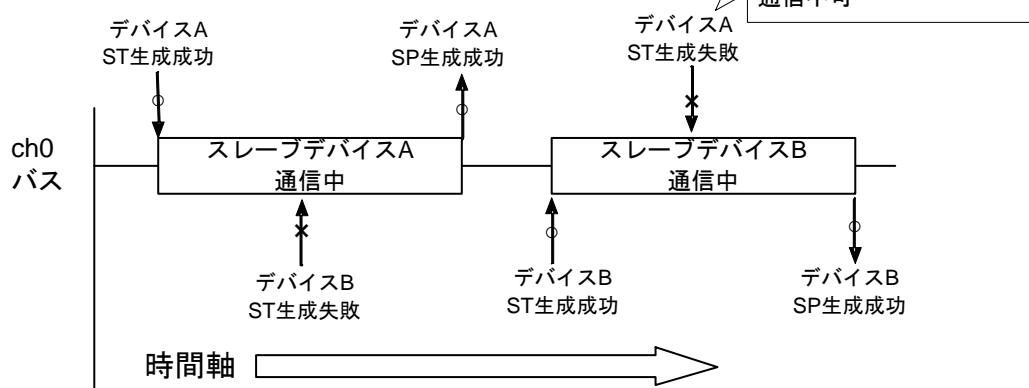 デバイスA
ST生成成功
デバイスA
SP生成成功
デバイスA
ST生成失敗
ch0
バス
スレーブデバイスA
通信中
スレーブデバイスB
通信中
デバイスB
ST生成失敗
デバイスB
ST生成成功
デバイスB
SP生成成功
時間軸